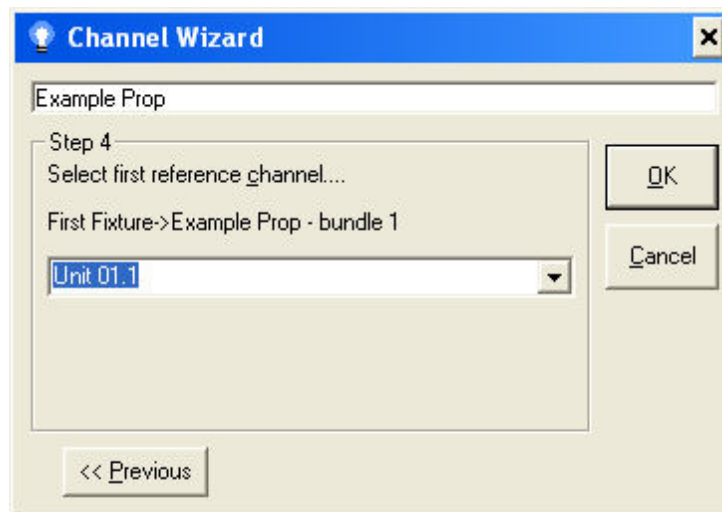 Channel Wizard
Example Prop
Step 4
Select first reference channel....
First Fixture->Example Prop - bundle 1
Unit 01.1
OK
Cancel
<< Previous